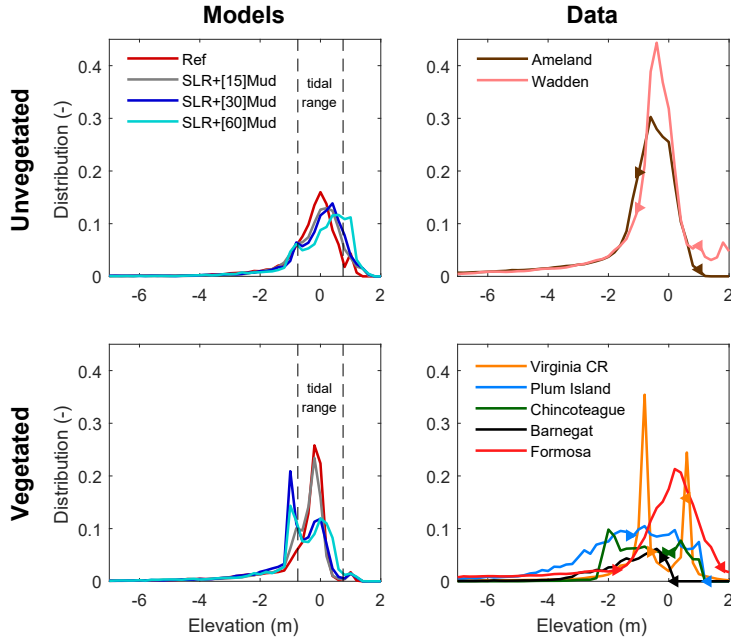 Models
Data
Unvegetated
Distribution (-)
0.4
0.3
0.2
0.1
0
Ref
SLR+[15]Mud
SLR+[30]Mud
SLR+[60]Mud
tidal
range
-6
-4
-2
0
2
Elevation (m)
0.4
0.3
0.2
0.1
0
Ameland
Wadden
-6
-4
-2
0
2
Vegetated
Distribution (-)
0.4
0.3
0.2
0.1
0
tidal
range
-6
-4
-2
0
2
Elevation (m)
0.4
0.3
0.2
0.1
0
Virginia CR
Plum Island
Chincoteague
Barnegat
Formosa
-6
-4
-2
0
2
Elevation (m)